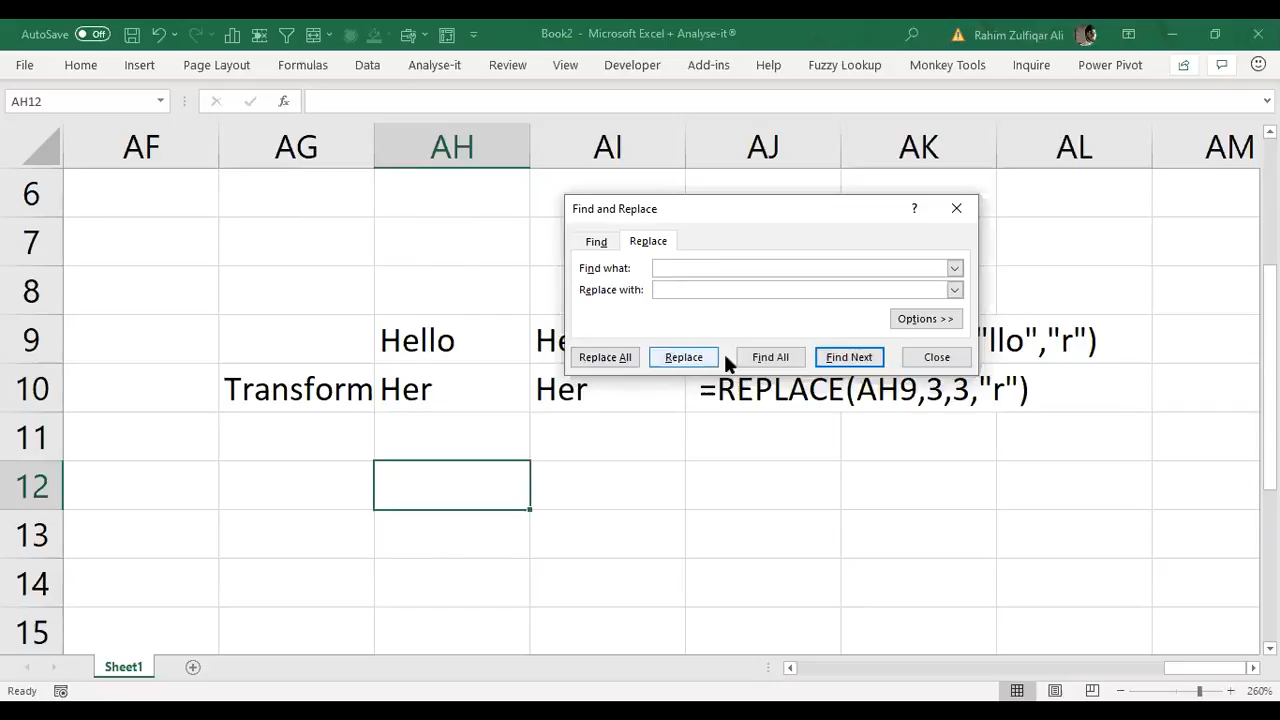 AutoSave Off Book2 - Microsoft Excel + Analyse-it® Rahim Zulfiqar Ali
File Home Insert Page Layout Formulas Data Analyse-it Review View Developer Add-ins Help Fuzzy Lookup Monkey Tools Inquire Power Pivot
AH12 fx
AF AG AH AI AJ AK AL AM
6
Find and Replace ? ×
7
Find Replace
Find what:
8
Replace with:
Options >>
9 Hello He "llo","r")
Replace All Replace Find All Find Next Close
10 Transform Her Her =REPLACE(AH9,3,3,"r")
11
12
13
14
15
Sheet1
Ready 260%